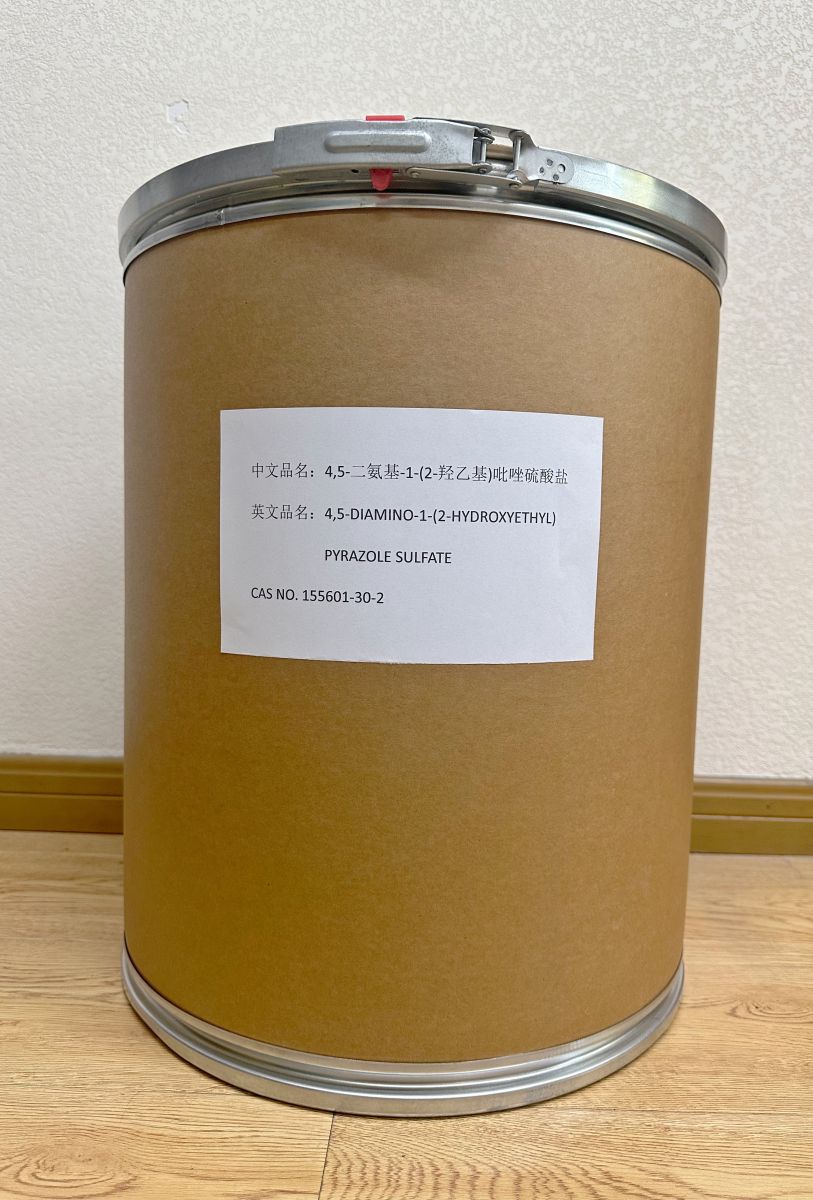 中文品名：4,5-二氨基-1-(2-羟乙基)吡唑硫酸盐
英文品名：4,5-DIAMINO-1-(2-HYDROXYETHYL)
PYRAZOLE SULFATE
CAS NO. 155601-30-2